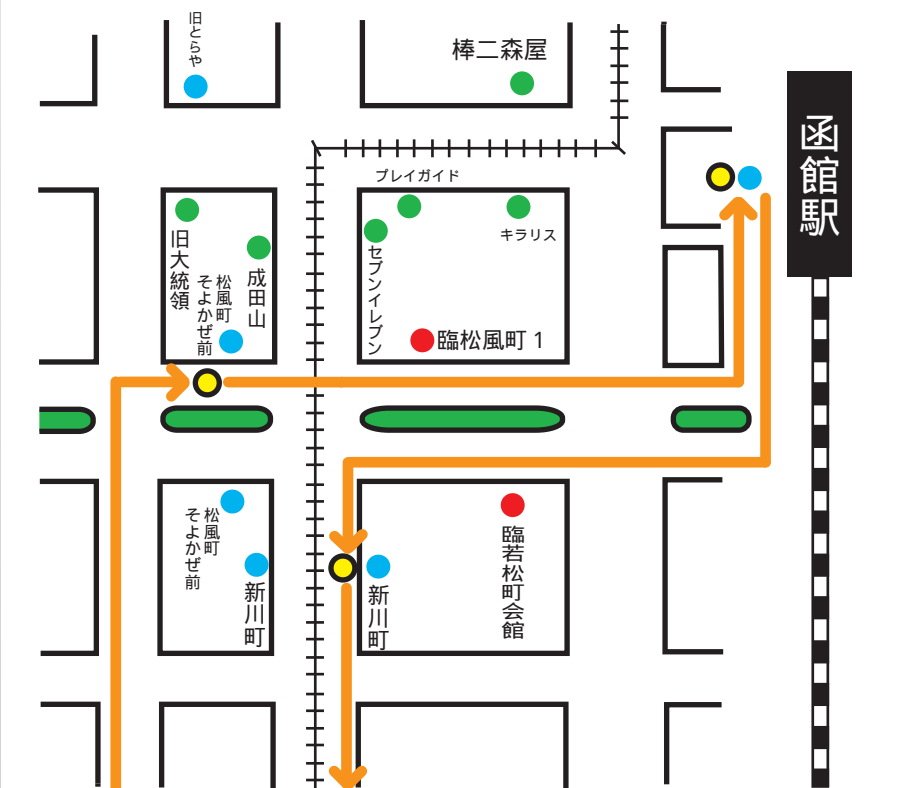 旧とらや
棒二森屋
函館駅
プレイガイド
キラリス
セブンイレブン
旧大統領
成田山
松風町
そよかぜ前
臨松風町 1
松風町
そよかぜ前
新川町
新川町
臨若松町会館